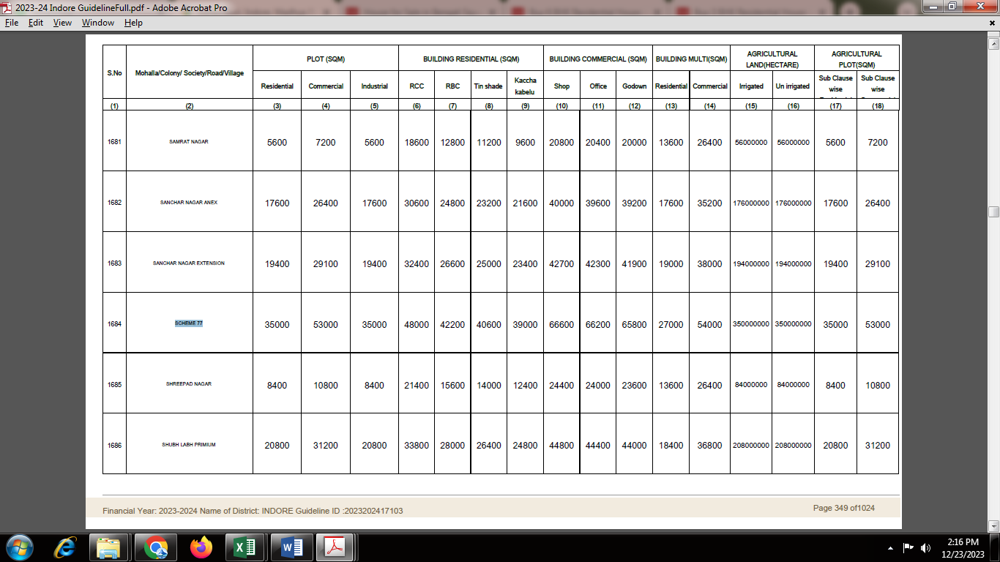 2023-24 Indore GuidelineFull.pdf - Adobe Acrobat Pro
File Edit View Window Help
S.No Mohalla/Colony/ Society/Road/Village PLOT (SQM) BUILDING RESIDENTIAL (SQM) BUILDING COMMERCIAL (SQM) BUILDING MULTI(SQM) AGRICULTURAL LAND(HECTARE) AGRICULTURAL PLOT(SQM)
Residential Commercial Industrial RCC RBC Tin shade Kaccha kabelu Shop Office Godown Residential Commercial Irrigated Un irrigated Sub Clause wise Sub Clause wise
(1) (2) (3) (4) (5) (6) (7) (8) (9) (10) (11) (12) (13) (14) (15) (16) (17) (18)
1681 SAMRAT NAGAR 5600 7200 5600 18600 12800 11200 9600 20800 20400 20000 13600 26400 56000000 56000000 5600 7200
1682 SANCHAR NAGAR ANEX 17600 26400 17600 30600 24800 23200 21600 40000 39600 39200 17600 35200 176000000 176000000 17600 26400
1683 SANCHAR NAGAR EXTENSION 19400 29100 19400 32400 26600 25000 23400 42700 42300 41900 19000 38000 194000000 194000000 19400 29100
1684 SCHEME 77 35000 53000 35000 48000 42200 40600 39000 66600 66200 65800 27000 54000 350000000 350000000 35000 53000
1685 SHREEPAD NAGAR 8400 10800 8400 21400 15600 14000 12400 24400 24000 23600 13600 26400 84000000 84000000 8400 10800
1686 SHUBH LABH PRIMIUM 20800 31200 20800 33800 28000 26400 24800 44800 44400 44000 18400 36800 208000000 208000000 20800 31200
Financial Year: 2023-2024 Name of District: INDORE Guideline ID :2023202417103
Page 349 of1024
2:16 PM
12/23/2023